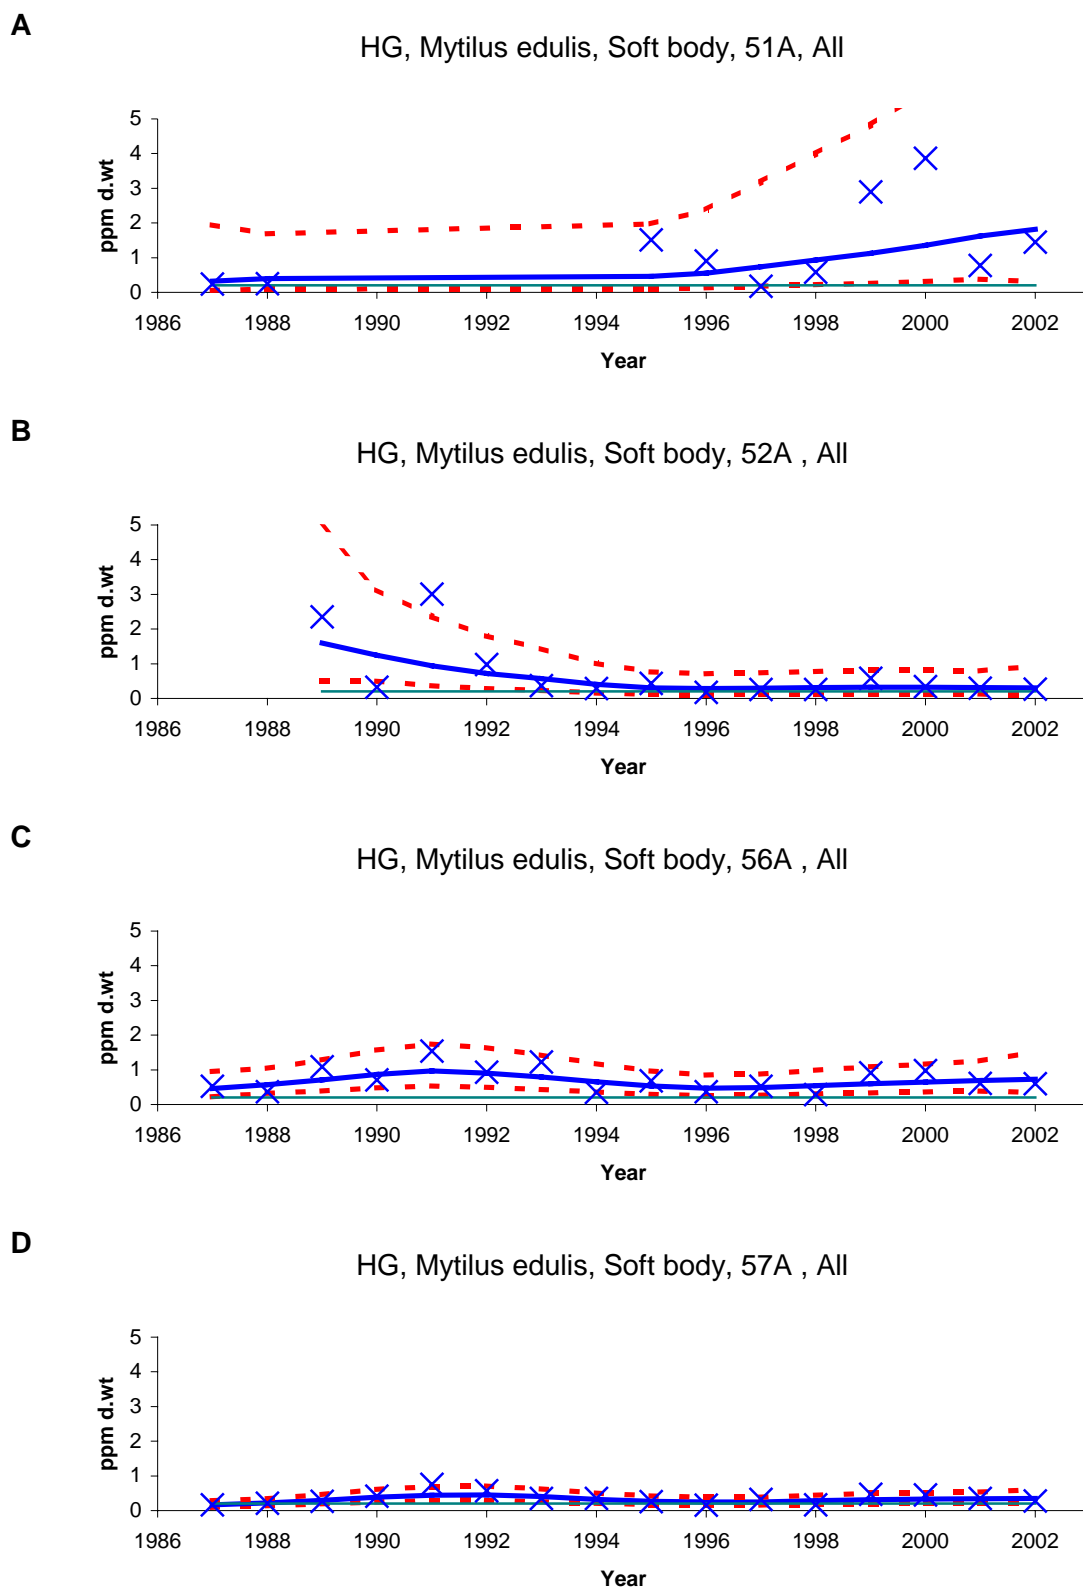 A
HG, Mytilus edulis, Soft body, 51A, All
5
4
3
2
1
0
ppm d.wt
1986 1988 1990 1992 1994 1996 1998 2000 2002
Year
B
HG, Mytilus edulis, Soft body, 52A , All
5
4
3
2
1
0
ppm d.wt
1986 1988 1990 1992 1994 1996 1998 2000 2002
Year
C
HG, Mytilus edulis, Soft body, 56A , All
5
4
3
2
1
0
ppm d.wt
1986 1988 1990 1992 1994 1996 1998 2000 2002
Year
D
HG, Mytilus edulis, Soft body, 57A , All
5
4
3
2
1
0
ppm d.wt
1986 1988 1990 1992 1994 1996 1998 2000 2002
Year